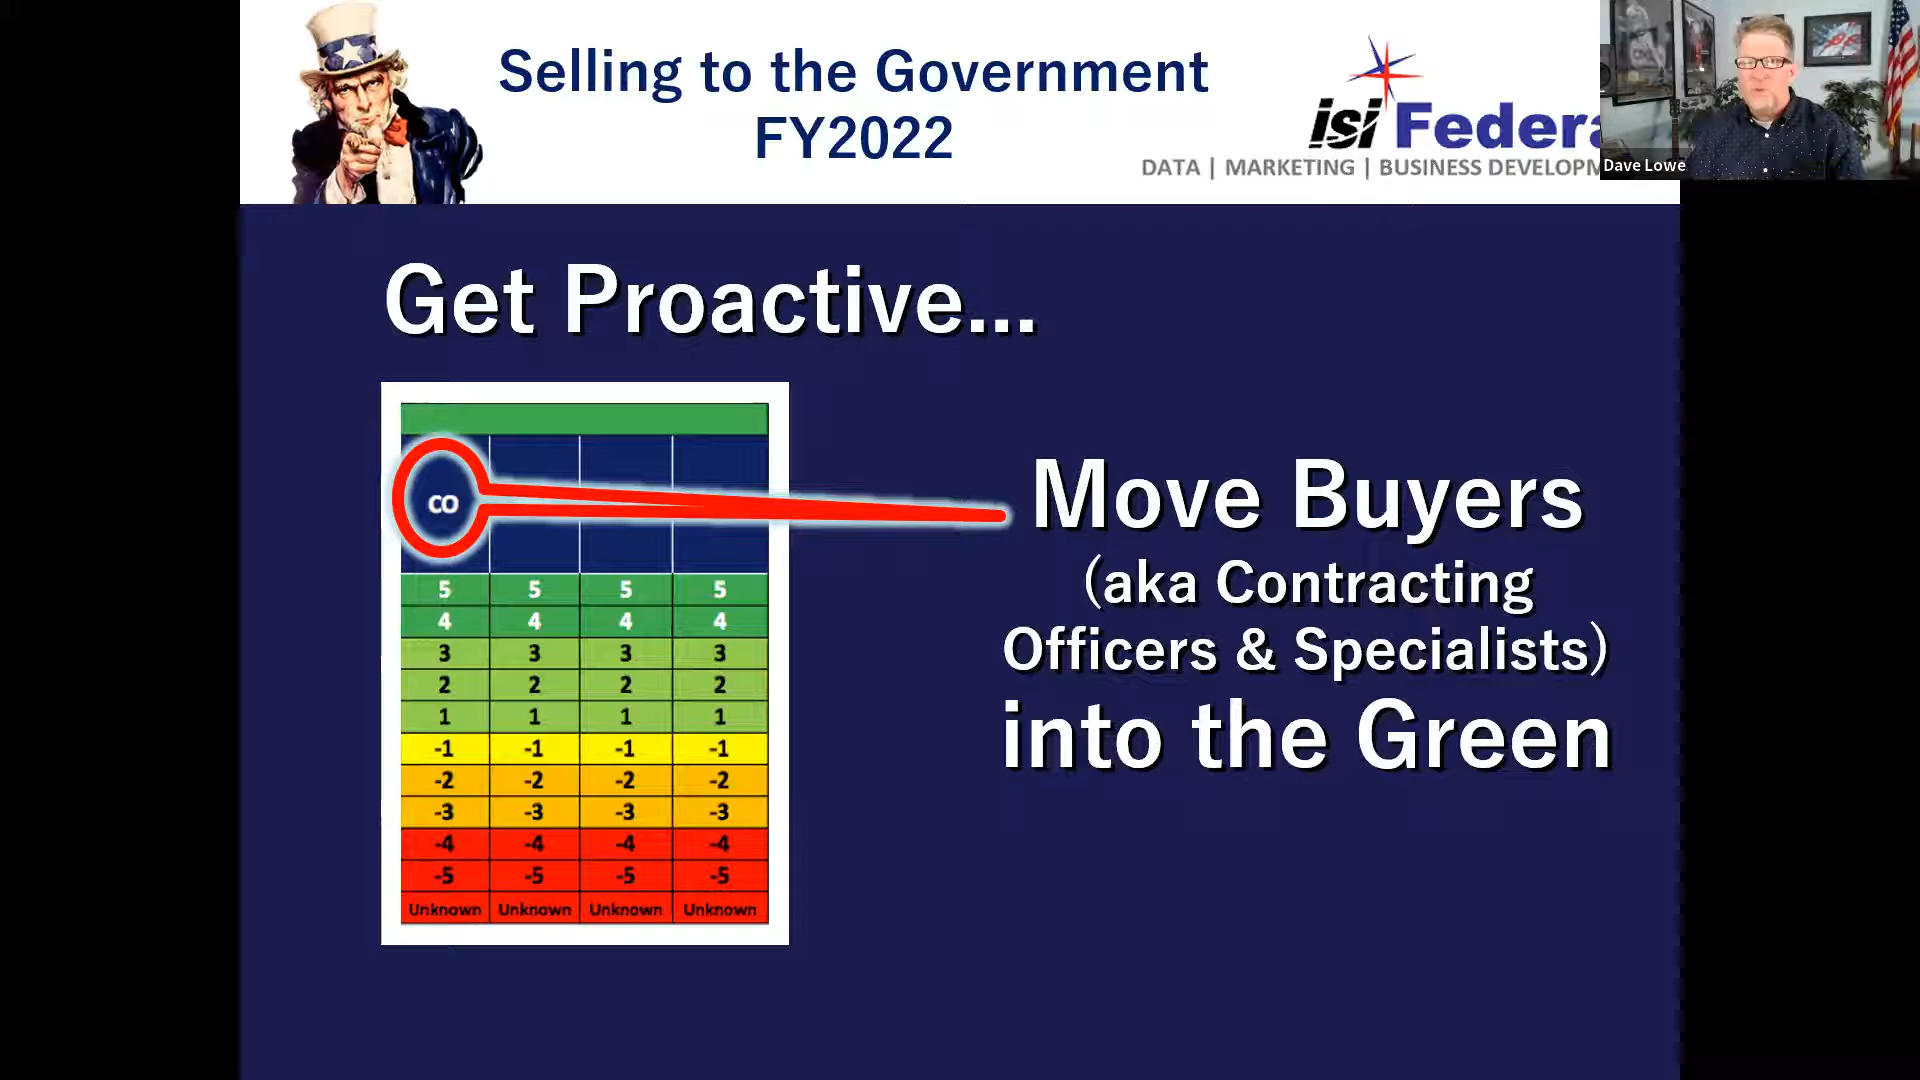 Selling to the Government
FY2022
isi Federa
DATA | MARKETING | BUSINESS DEVELOPM
Dave Lowe
Get Proactive...
CO
5 5 5 5
4 4 4 4
3 3 3 3
2 2 2 2
1 1 1 1
-1 -1 -1 -1
-2 -2 -2 -2
-3 -3 -3 -3
-4 -4 -4 -4
-5 -5 -5 -5
Unknown Unknown Unknown Unknown
Move Buyers
(aka Contracting
Officers & Specialists)
into the Green